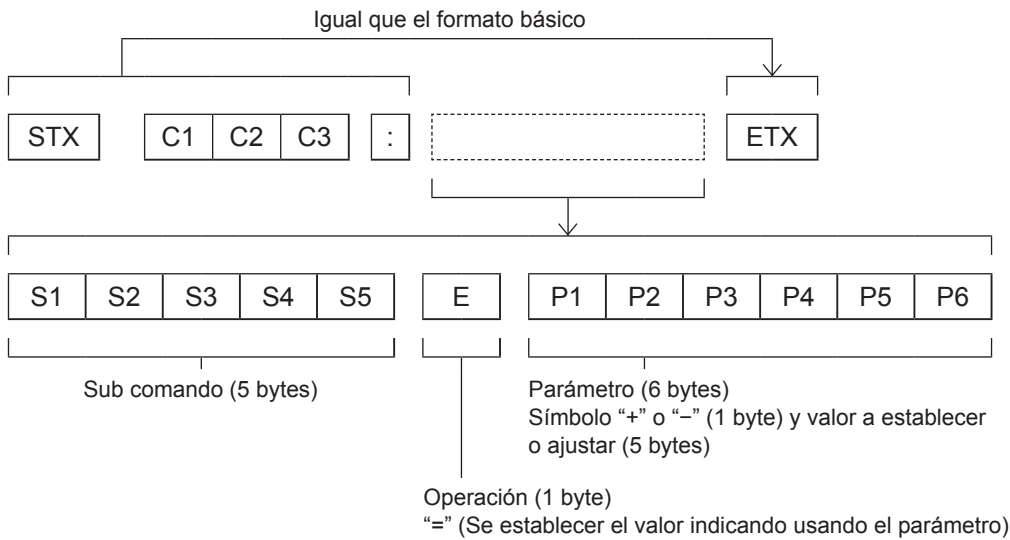 Igual que el formato básico
STX C1 C2 C3 : ETX
S1 S2 S3 S4 S5 E P1 P2 P3 P4 P5 P6
Sub comando (5 bytes)
Parámetro (6 bytes)
Símbolo “+” o “−” (1 byte) y valor a establecer
o ajustar (5 bytes)
Operación (1 byte)
“=” (Se establecer el valor indicando usando el parámetro)